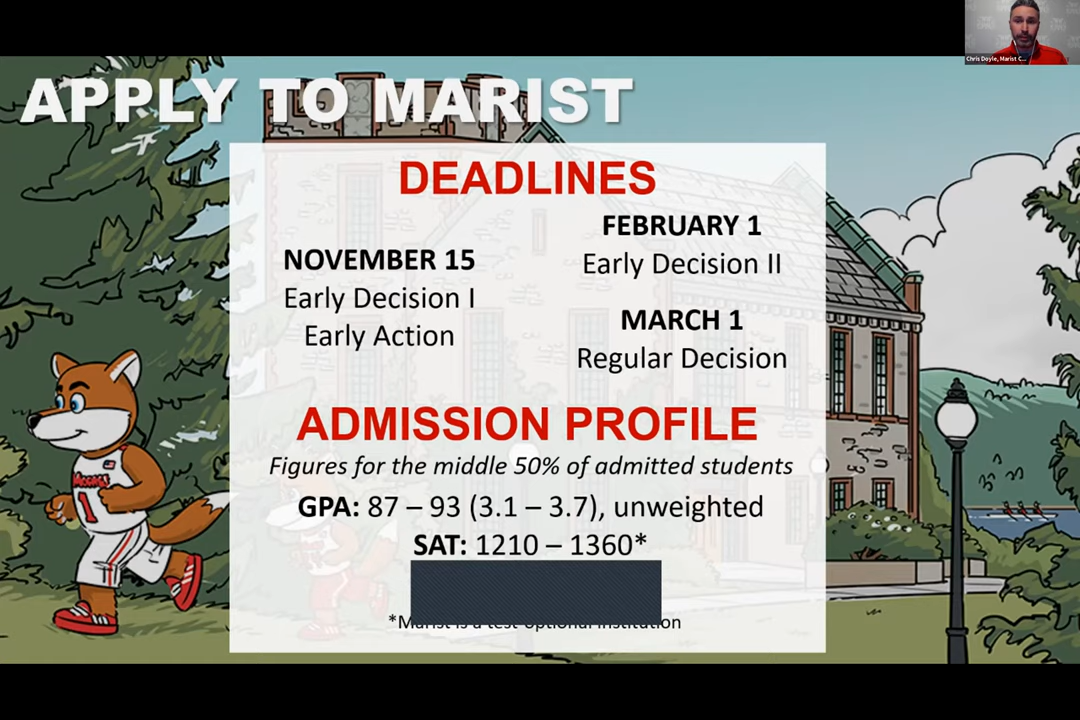 Chris Doyle, Marist C...
APPLY TO MARIST
DEADLINES
NOVEMBER 15
Early Decision I
Early Action
FEBRUARY 1
Early Decision II
MARCH 1
Regular Decision
ADMISSION PROFILE
Figures for the middle 50% of admitted students
GPA: 87 – 93 (3.1 – 3.7), unweighted
SAT: 1210 – 1360*
*Marist is a test-optional institution
1